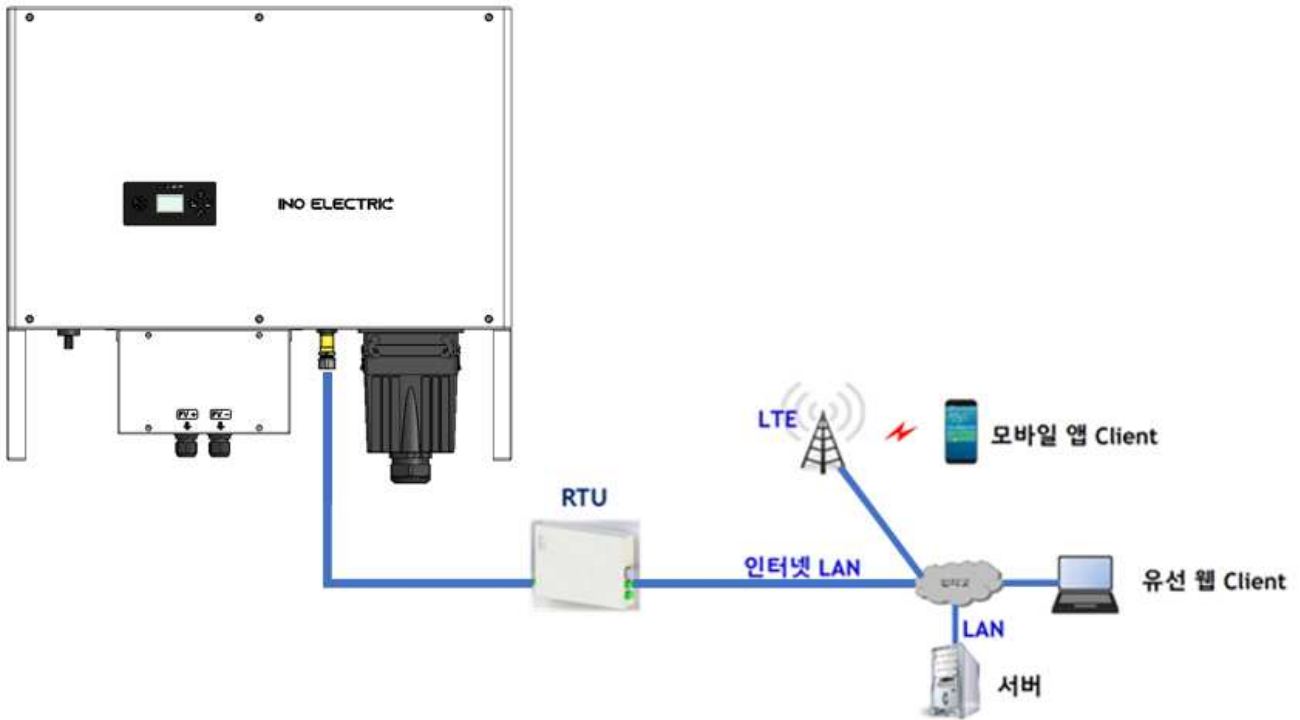 INO ELECTRIC
PV +
PV -
LTE
모바일 앱 Client
RTU
인터넷 LAN
유선 웹 Client
LAN
서버